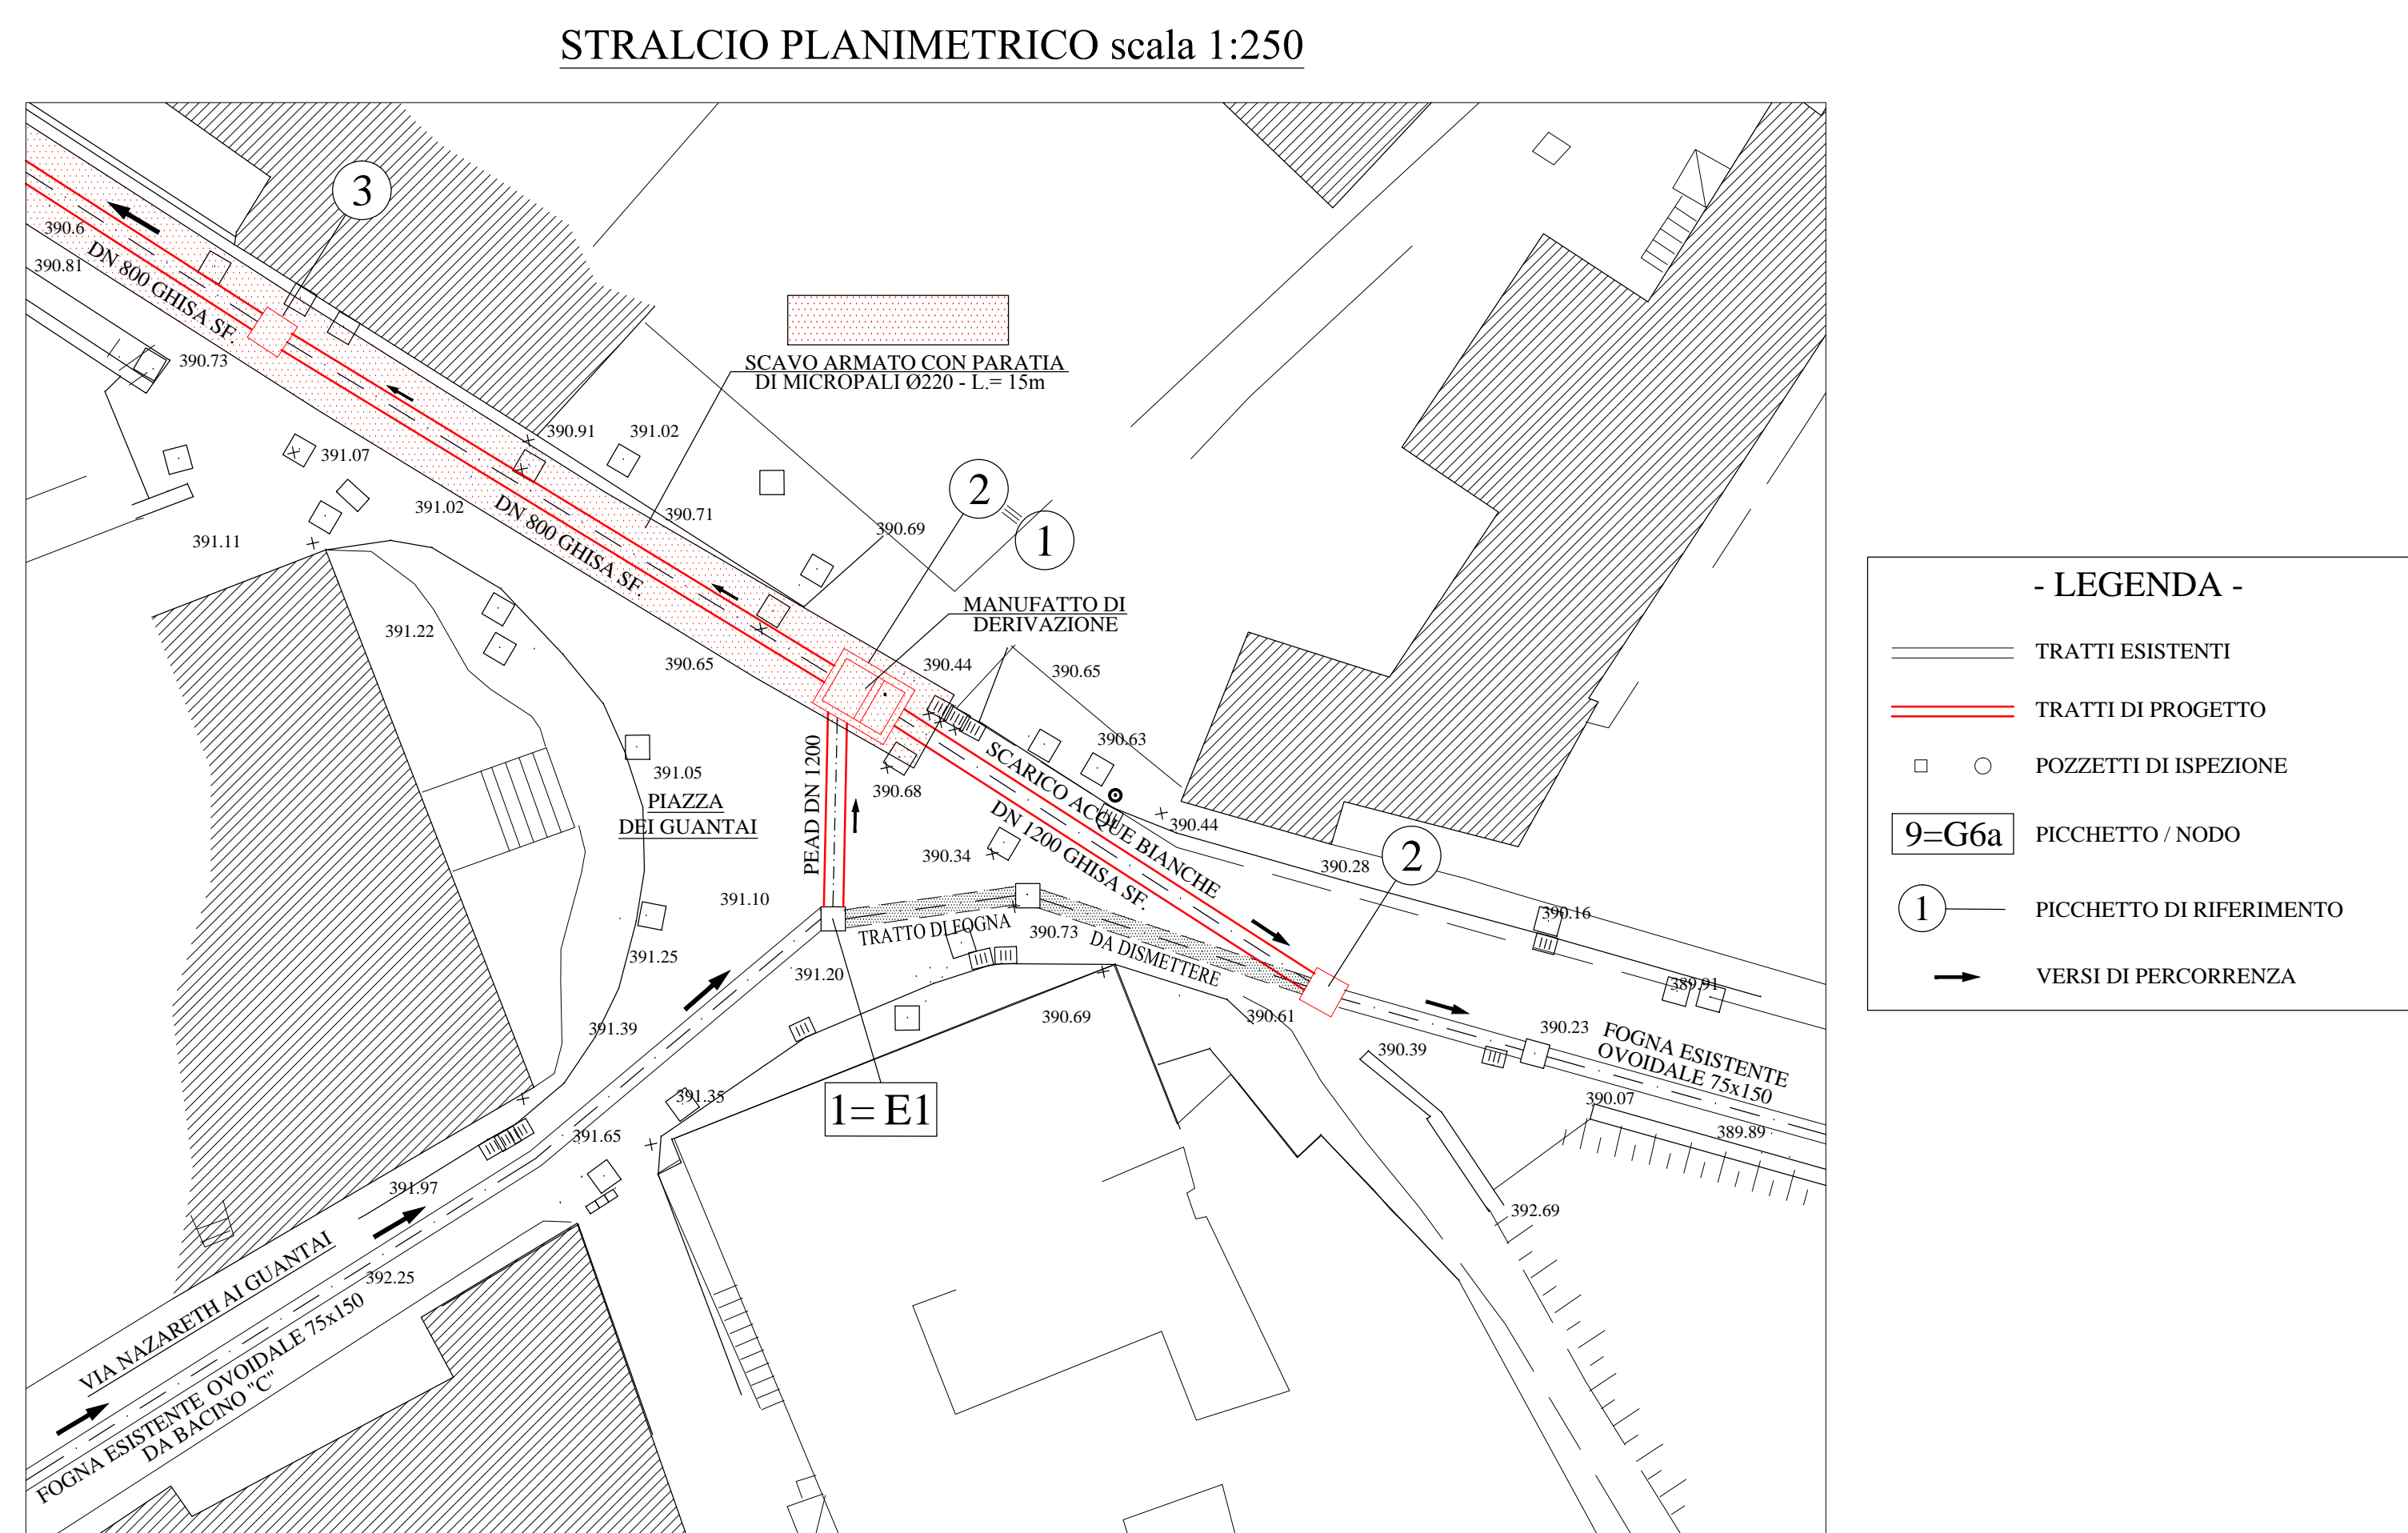 STRALCIO PLANIMETRICO scala 1:250
3
390.6
390.81
DN 800 GHISA SF.
390.73
SCAVO ARMATO CON PARATIA
DI MICROPALI Ø220 - L.= 15m
390.91
391.02
391.07
391.02
391.11
DN 800 GHISA SF.
390.71
390.69
2
1
MANUFATTO DI
DERIVAZIONE
391.22
390.65
390.44
390.65
390.63
391.05
PIAZZA
DEI GUANTAI
PEAD DN 1200
390.68
SCARICO ACQUE BIANCHE
DN 1200 GHISA SF.
390.44
390.34
390.28
2
391.10
390.16
TRATTO DI FOGNA
390.73
DA DISMETTERE
391.25
391.20
389.91
391.39
390.69
390.61
390.23
FOGNA ESISTENTE
OVOIDALE 75x150
390.39
391.35
1= E1
390.07
391.65
389.89
391.97
392.69
VIA NAZARETH AI GUANTAI
392.25
FOGNA ESISTENTE OVOIDALE 75x150
DA BACINO "C"
- LEGENDA -
TRATTI ESISTENTI
TRATTI DI PROGETTO
POZZETTI DI ISPEZIONE
9=G6a PICCHETTO / NODO
1 PICCHETTO DI RIFERIMENTO
VERSI DI PERCORRENZA